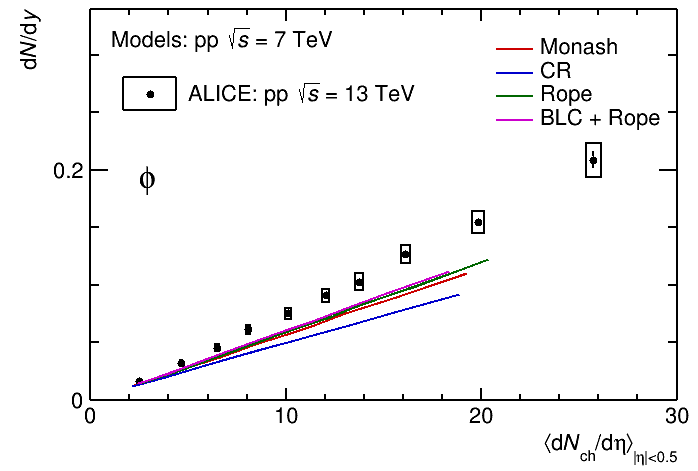 dN/dy
Models: pp √s = 7 TeV
ALICE: pp √s = 13 TeV
Monash
CR
Rope
BLC + Rope
0.2
ϕ
0
0 10 20 30
⟨dN_ch/dη⟩_|η|<0.5